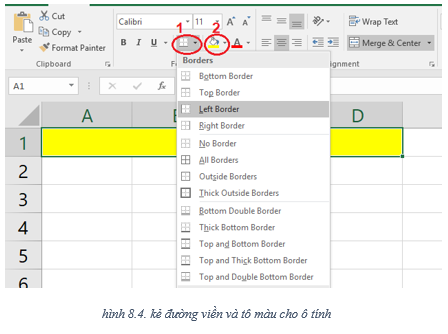 Cut
Copy
Format Painter
Paste
Clipboard
Calibri 11 A A
B I U A
1 2
Wrap Text
Merge & Center
ignment
A1 fx
Borders
Bottom Border
Top Border
Left Border
Right Border
No Border
All Borders
Outside Borders
Thick Outside Borders
Bottom Double Border
Thick Bottom Border
Top and Bottom Border
Top and Thick Bottom Border
Top and Double Bottom Border
A D
1
2
3
4
5
6
hình 8.4. kẻ đường viền và tô màu cho ô tính